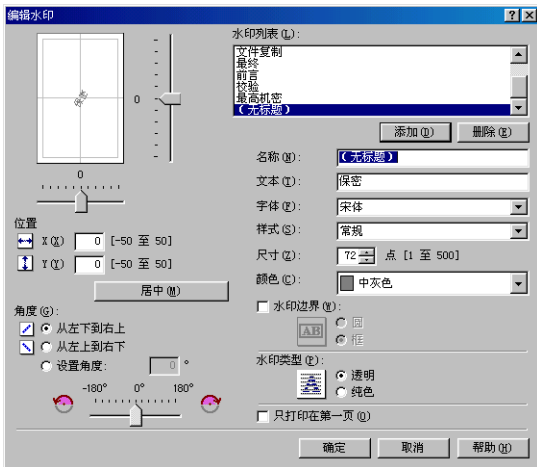 编辑水印
水印列表(L):
文件复制
最终
前言
校验
最高机密
(无标题)
添加(D) 删除(E)
保密
0
0
名称(N): (无标题)
文本(T): 保密
字体(F): 宋体
样式(S): 常规
尺寸(Z): 72 点 [1 至 500]
颜色(C): 中灰色
位置
X(X) 0 [-50 至 50]
Y(Y) 0 [-50 至 50]
居中(M)
角度(G):
从左下到右上
从左上到右下
设置角度: 0 °
-180° 0° 180°
水印边界(W):
AB
圆
框
水印类型(P):
透明
纯色
只打印在第一页(O)
确定 取消 帮助(H)